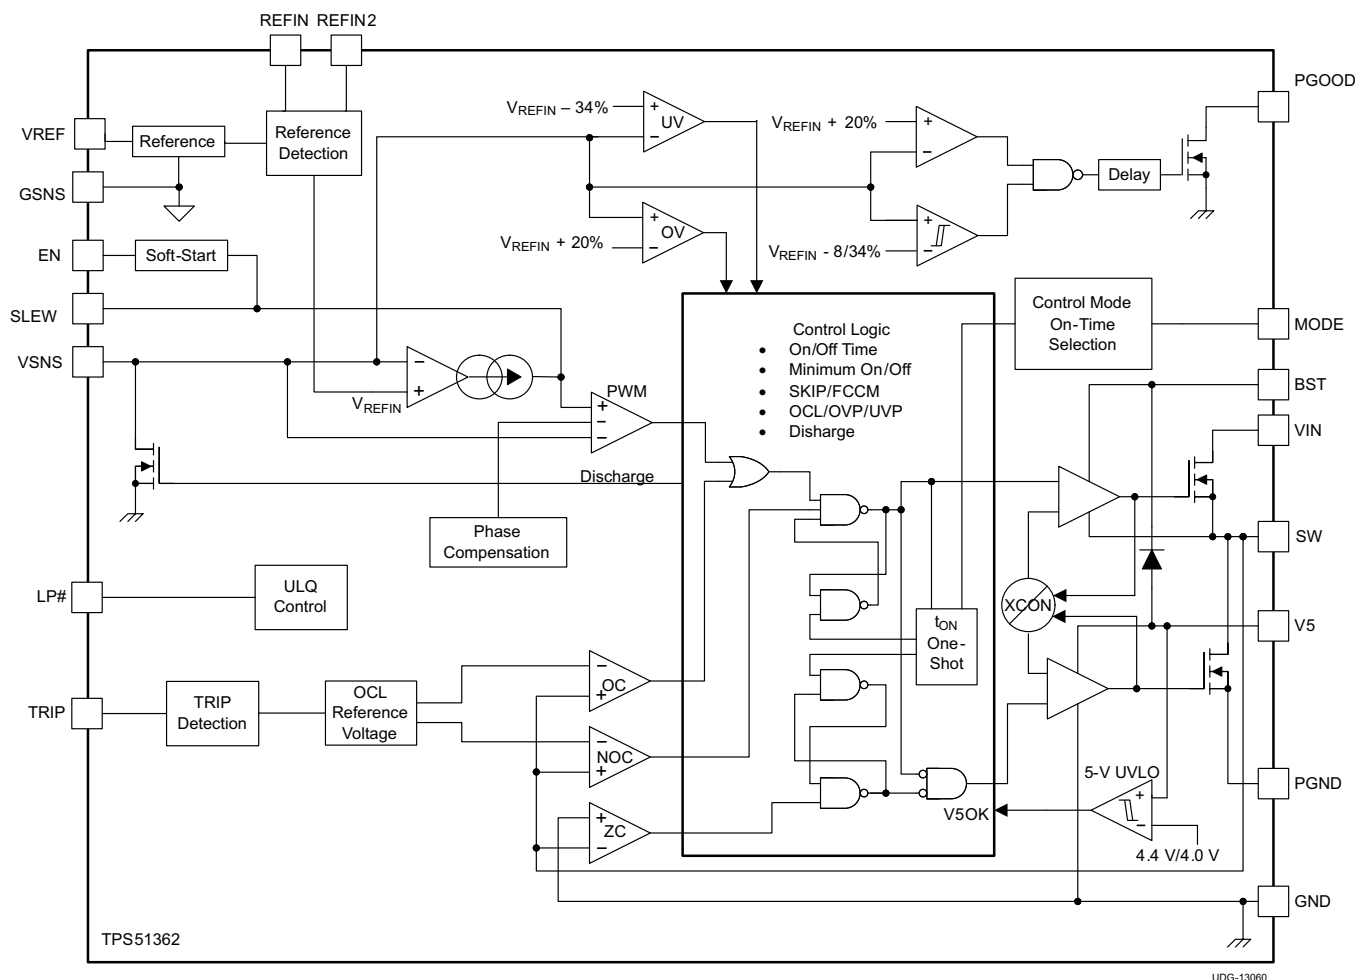 REFIN REFIN2
PGOOD
VREF
Reference
Reference
Detection
GSNS
VREFIN – 34%
+
UV
–
VREFIN + 20%
+
–
Delay
+
OV
–
VREFIN + 20%
+
–
VREFIN - 8/34%
EN
Soft-Start
SLEW
VSNS
–
+
VREFIN
PWM
+
–
–
Control Logic
• On/Off Time
• Minimum On/Off
• SKIP/FCCM
• OCL/OVP/UVP
• Disharge
Control Mode
On-Time
Selection
MODE
BST
VIN
SW
Discharge
Phase
Compensation
LP#
ULQ
Control
XCON
tON
One-
Shot
V5
TRIP
TRIP
Detection
OCL
Reference
Voltage
–
OC
+
–
NOC
+
+
ZC
–
5-V UVLO
+
–
V5OK
4.4 V/4.0 V
PGND
GND
TPS51362
UDG-13060